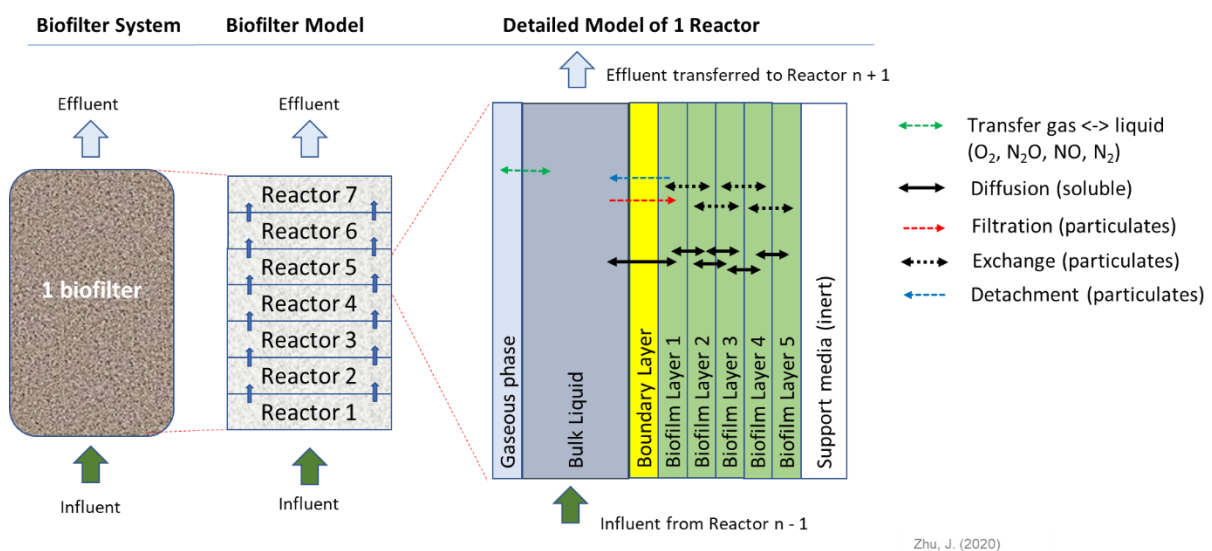 Biofilter System
Biofilter Model
Detailed Model of 1 Reactor
Effluent
Effluent
Effluent transferred to Reactor n + 1
1 biofilter
Reactor 7
Reactor 6
Reactor 5
Reactor 4
Reactor 3
Reactor 2
Reactor 1
Gaseous phase
Bulk Liquid
Boundary Layer
Biofilm Layer 1
Biofilm Layer 2
Biofilm Layer 3
Biofilm Layer 4
Biofilm Layer 5
Support media (inert)
Transfer gas <-> liquid
(O₂, N₂O, NO, N₂)
Diffusion (soluble)
Filtration (particulates)
Exchange (particulates)
Detachment (particulates)
Influent
Influent
Influent from Reactor n - 1
Zhu, J. (2020)